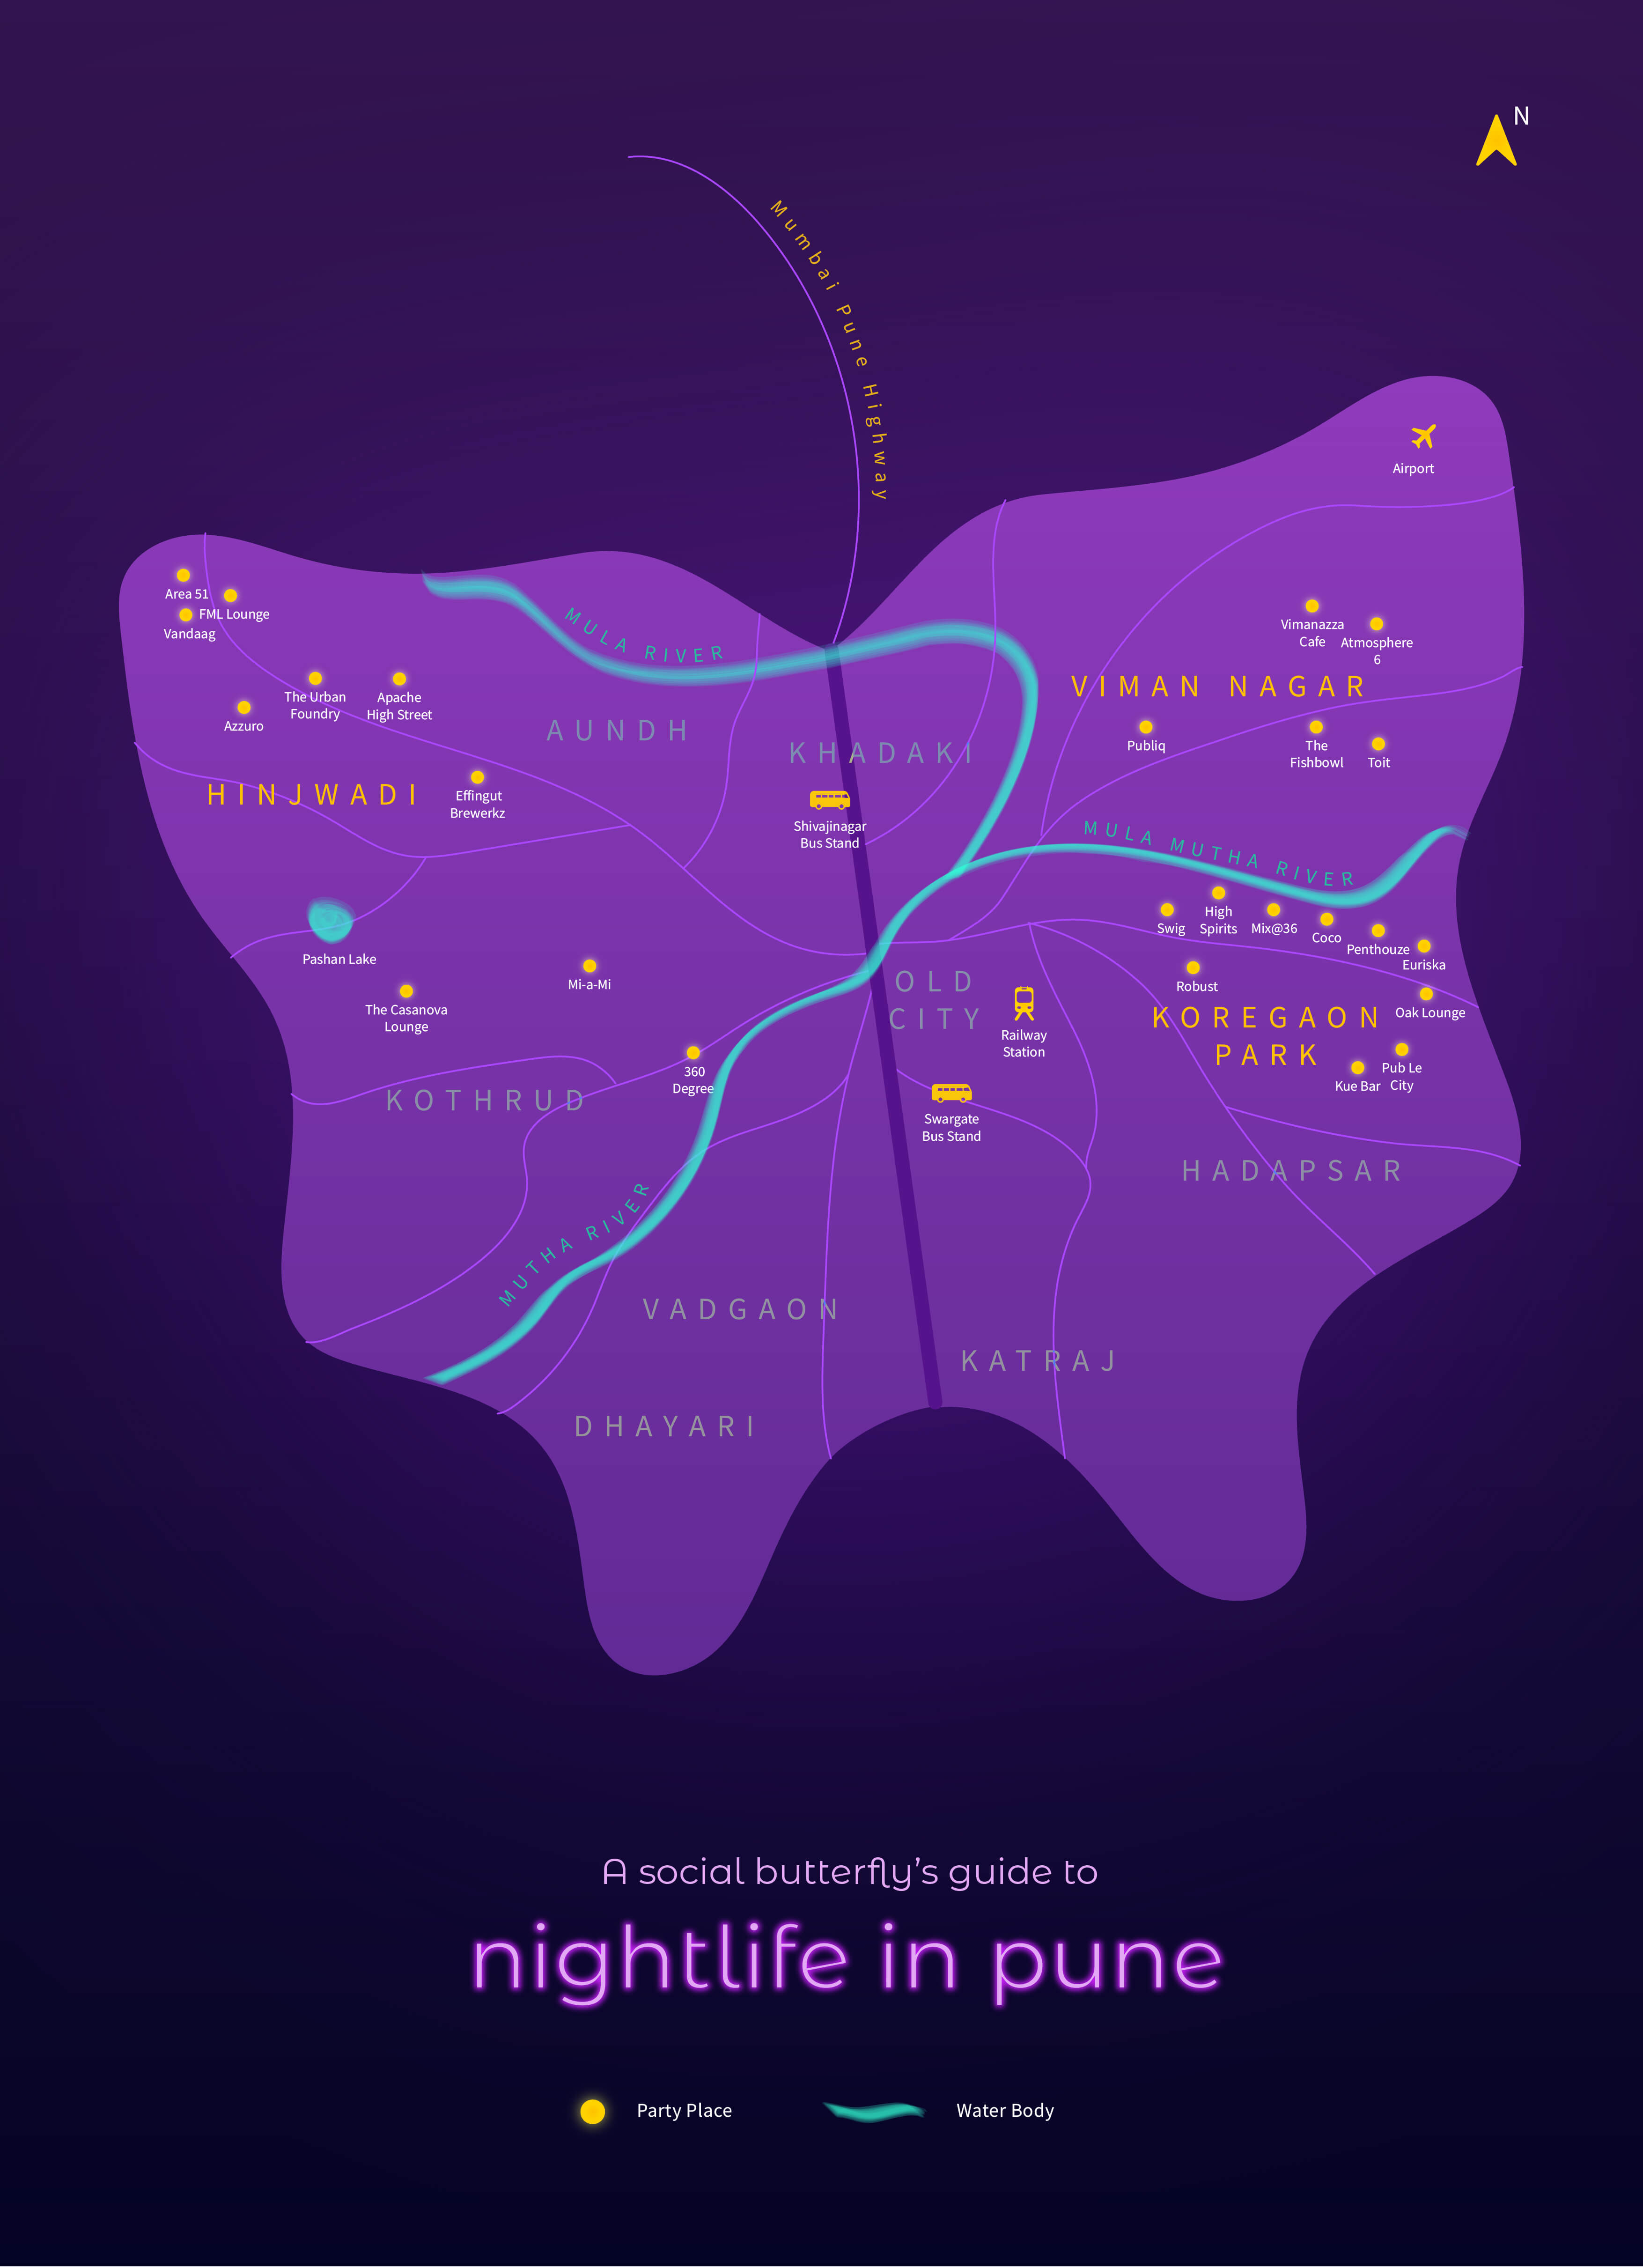 N
Mumbai Pune Highway
Airport
Area 51
FML Lounge
Vandaag
MULA RIVER
Vimanazza
Cafe
Atmosphere
6
VIMAN NAGAR
The Urban
Foundry
Apache
High Street
Azzuro
AUNDH
KHADAKI
Publiq
The
Fishbowl
Toit
HINJWADI
Effingut
Brewerkz
Shivajinagar
Bus Stand
MULA MUTHA RIVER
Swig
High
Spirits
Mix@36
Coco
Penthouze
Euriska
Pashan Lake
Mi-a-Mi
The Casanova
Lounge
OLD
CITY
Robust
Oak Lounge
KOREGAON
PARK
Railway
Station
360
Degree
Kue Bar
Pub Le
City
KOTHRUD
Swargate
Bus Stand
HADAPSAR
MUTHA RIVER
VADGAON
KATRAJ
DHAYARI
A social butterfly's guide to
nightlife in pune
Party Place
Water Body